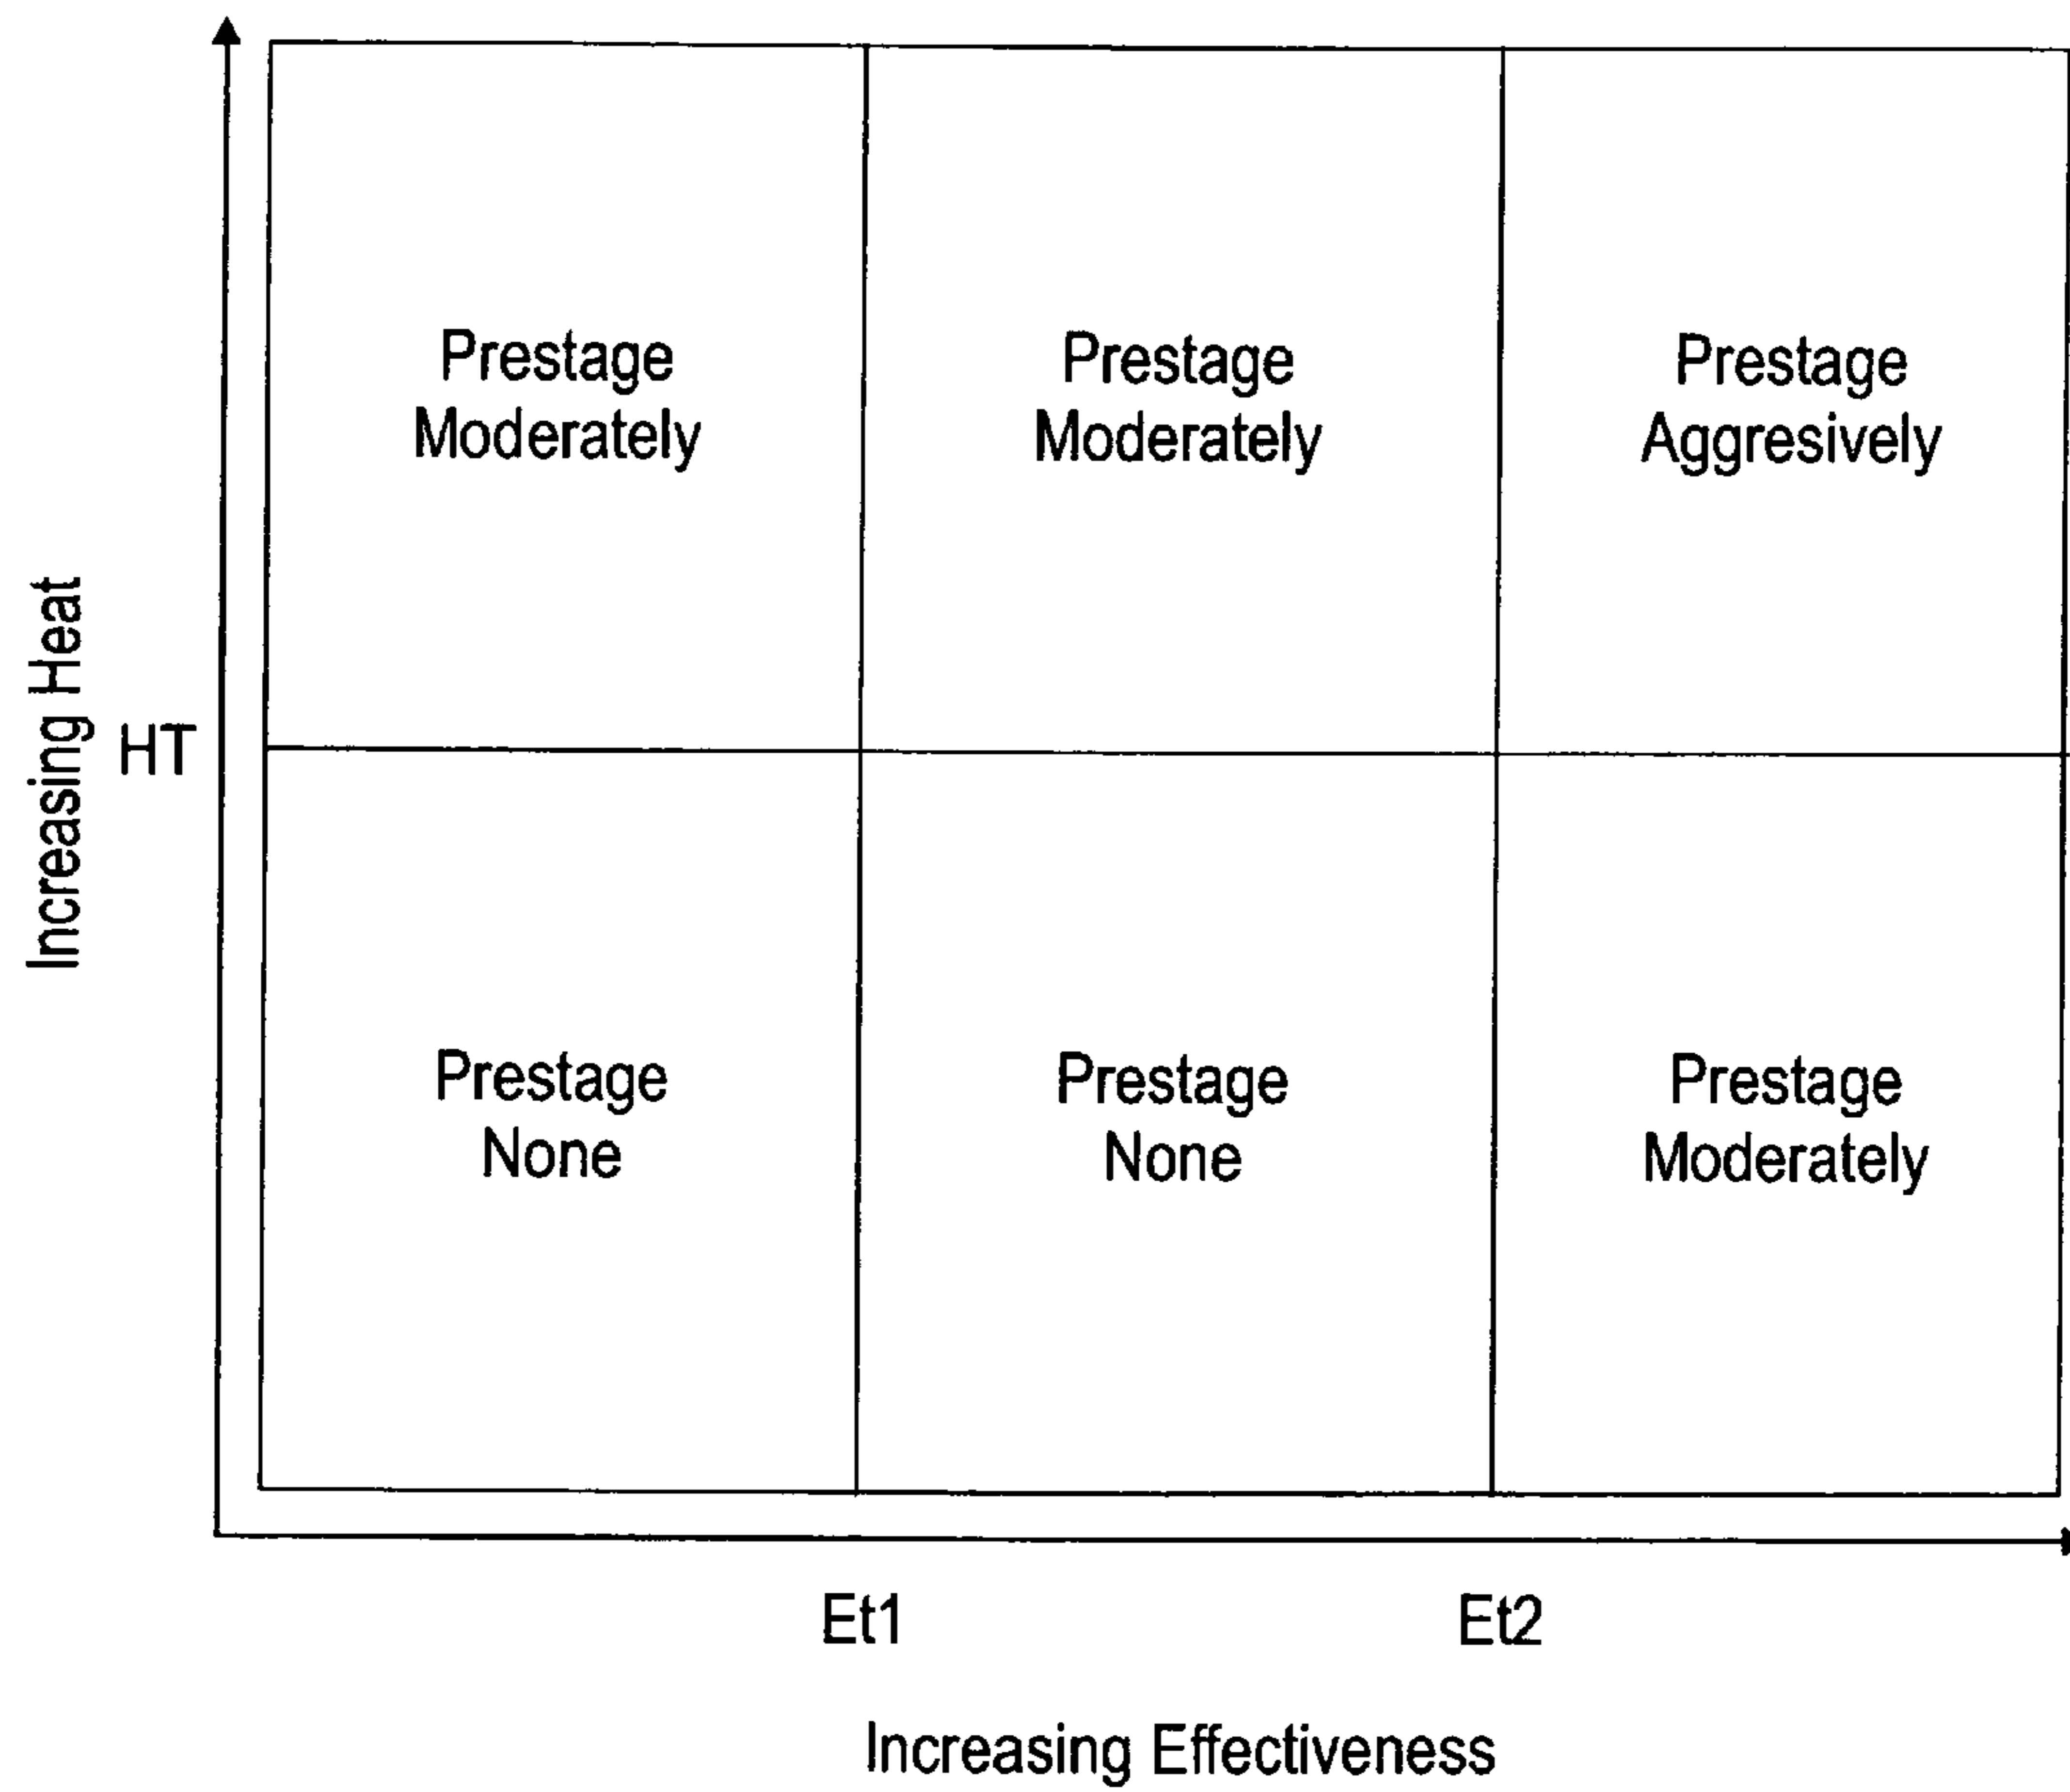 Prestage
Moderately
Prestage
Moderately
Prestage
Aggresively
Increasing Heat
HT
Prestage
None
Prestage
None
Prestage
Moderately
Et1
Et2
Increasing Effectiveness